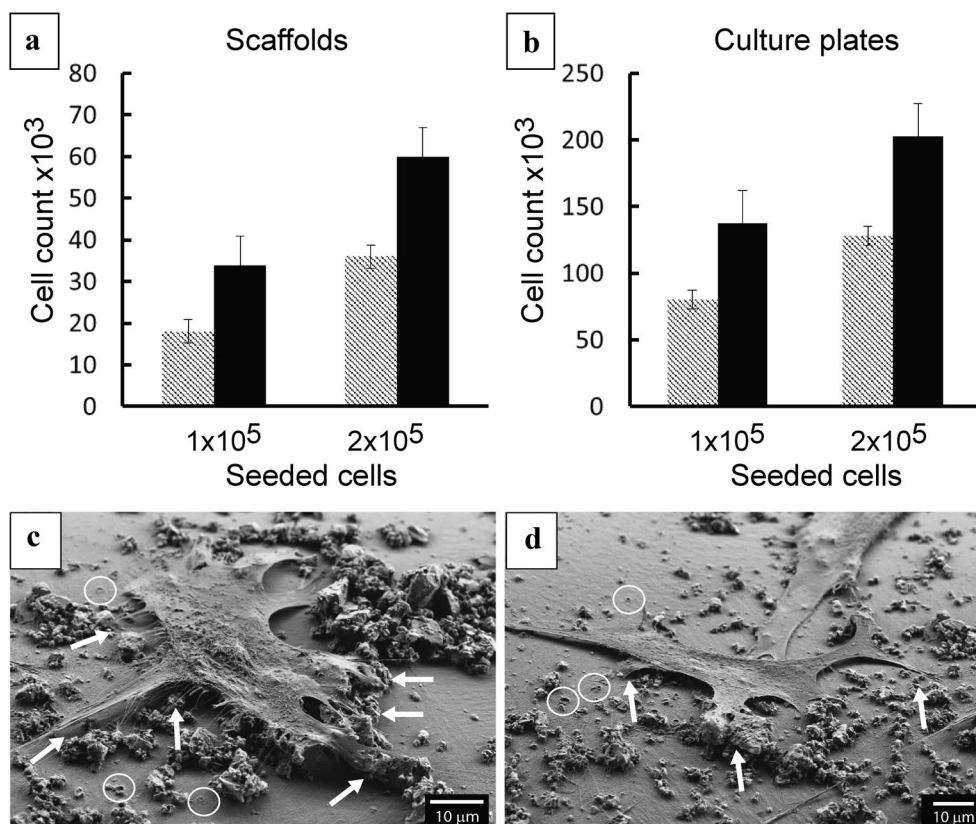 a
Scaffolds
80
70
60
50
40
30
20
10
0
Cell count x10³
1x10⁵
2x10⁵
Seeded cells
b
Culture plates
250
200
150
100
50
0
Cell count x10³
1x10⁵
2x10⁵
Seeded cells
c
10 µm
d
10 µm